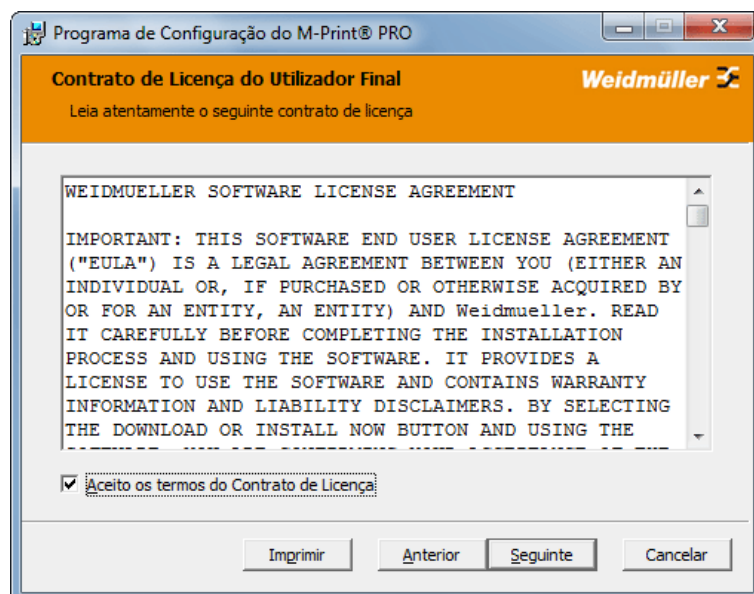 Programa de Configuração do M-Print® PRO
Contrato de Licença do Utilizador Final
Weidmüller
Leia atentamente o seguinte contrato de licença
WEIDMUELLER SOFTWARE LICENSE AGREEMENT
IMPORTANT: THIS SOFTWARE END USER LICENSE AGREEMENT
("EULA") IS A LEGAL AGREEMENT BETWEEN YOU (EITHER AN
INDIVIDUAL OR, IF PURCHASED OR OTHERWISE ACQUIRED BY
OR FOR AN ENTITY, AN ENTITY) AND Weidmueller. READ
IT CAREFULLY BEFORE COMPLETING THE INSTALLATION
PROCESS AND USING THE SOFTWARE. IT PROVIDES A
LICENSE TO USE THE SOFTWARE AND CONTAINS WARRANTY
INFORMATION AND LIABILITY DISCLAIMERS. BY SELECTING
THE DOWNLOAD OR INSTALL NOW BUTTON AND USING THE
Aceito os termos do Contrato de Licença
Imprimir
Anterior
Seguinte
Cancelar